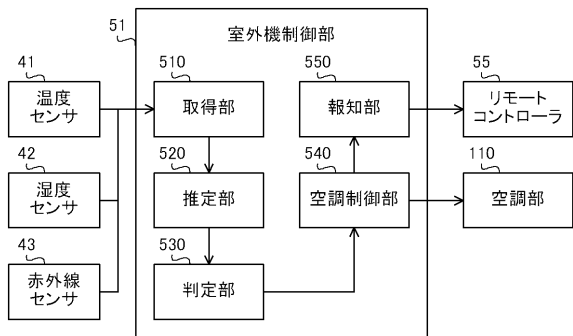 51
室外機制御部
41
温度
センサ
510
取得部
550
報知部
55
リモート
コントローラ
42
湿度
センサ
520
推定部
540
空調制御部
110
空調部
43
赤外線
センサ
530
判定部